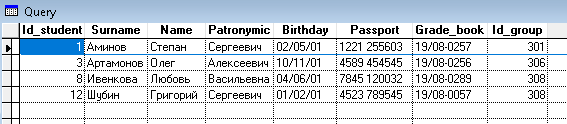 Query
Id_student Surname Name Patronymic Birthday Passport Grade_book Id_group
1 Аминов Степан Сергеевич 02/05/01 1221 255603 19/08-0257 301
3 Артамонов Олег Алексеевич 10/11/01 4589 454545 19/08-0256 306
8 Ивенкова Любовь Васильевна 04/06/01 7845 120032 19/08-0289 308
12 Шубин Григорий Сергеевич 01/02/01 4523 789545 19/08-0057 308